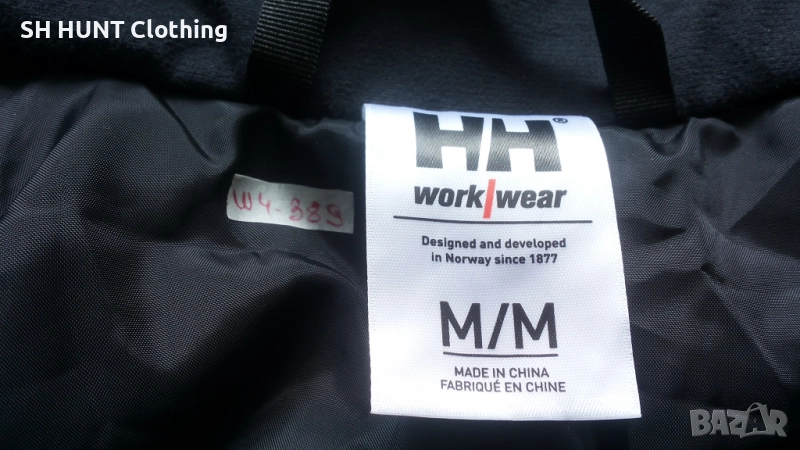 SH HUNT Clothing
HH®
work/wear
Designed and developed
in Norway since 1877
M/M
MADE IN CHINA
FABRIQUÉ EN CHINE
W4-389
BAZAR